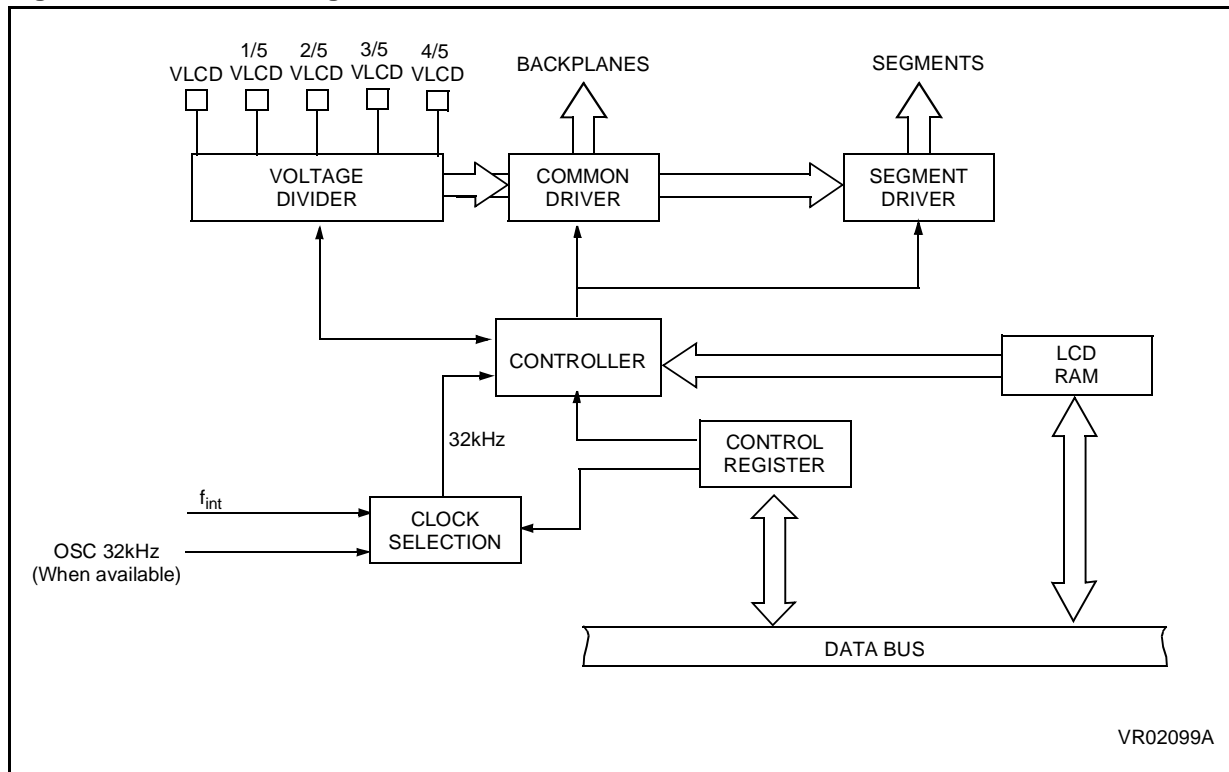 1/5 2/5 3/5 4/5
VLCD VLCD VLCD VLCD VLCD
BACKPLANES
SEGMENTS
VOLTAGE
DIVIDER
COMMON
DRIVER
SEGMENT
DRIVER
CONTROLLER
LCD
RAM
32kHz
CONTROL
REGISTER
fint
CLOCK
SELECTION
OSC 32kHz
(When available)
DATA BUS
VR02099A